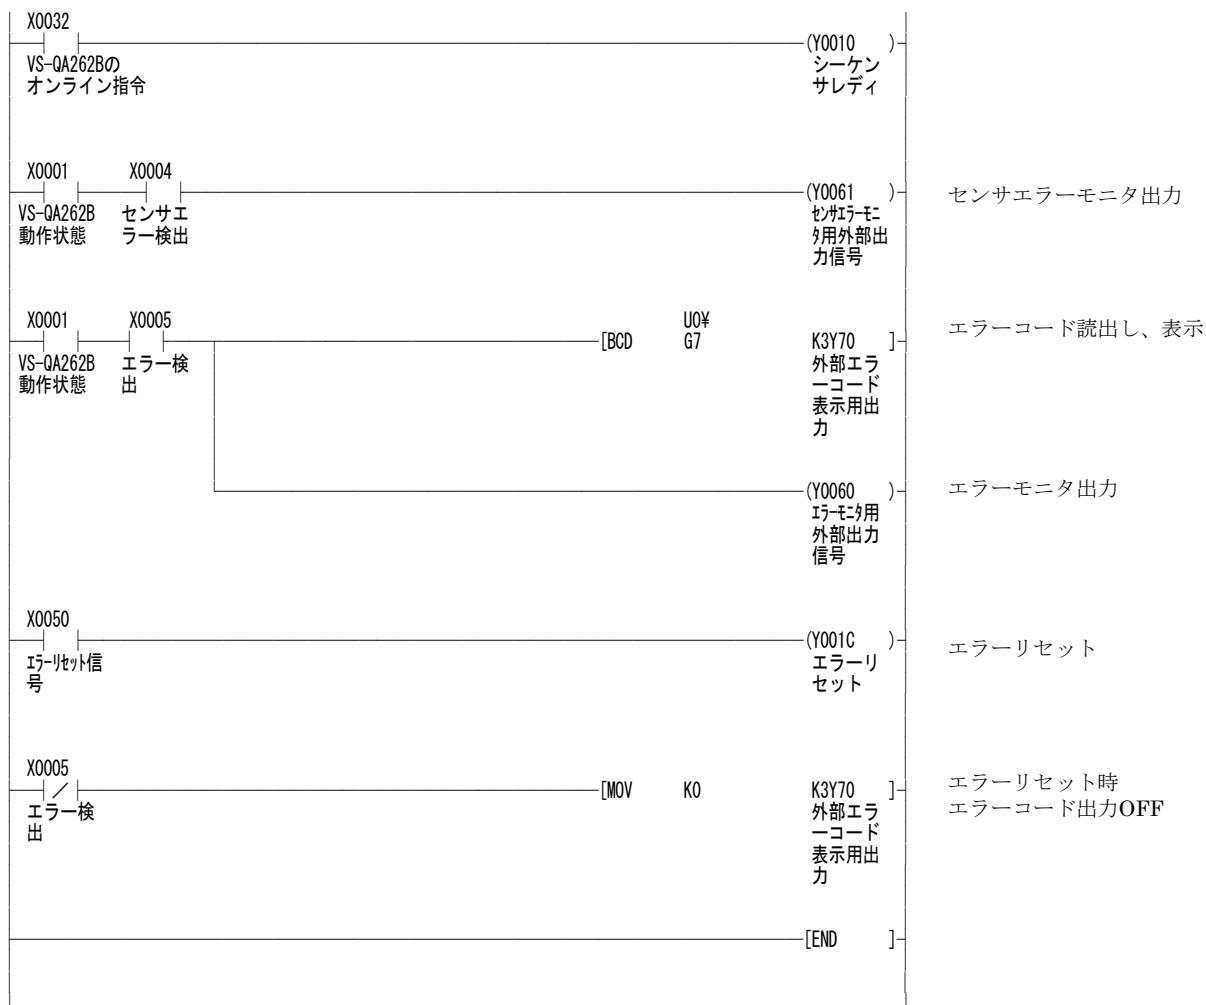 X0032
(Y0010 )
VS-QA262Bの
オンライン指令
シーケン
サレディ
X0001 X0004
(Y0061 )
センサエラーモニタ出力
VS-QA262B
動作状態
センサエ
ラー検出
ｾﾝｻｴﾗｰﾓﾆ
ﾀ用外部出
力信号
X0001 X0005
[BCD U0¥
G7 K3Y70 ]
エラーコード読出し、表示
VS-QA262B
動作状態
エラー検
出
外部エラ
ーコード
表示用出
力
(Y0060 )
エラーモニタ出力
ｴﾗｰﾓﾆﾀ用
外部出力
信号
X0050
(Y001C )
エラーリセット
ｴﾗｰﾘｾｯﾄ信
号
エラーリ
セット
X0005
[MOV K0 K3Y70 ]
エラーリセット時
エラーコード出力OFF
エラー検
出
外部エラ
ーコード
表示用出
力
[END ]